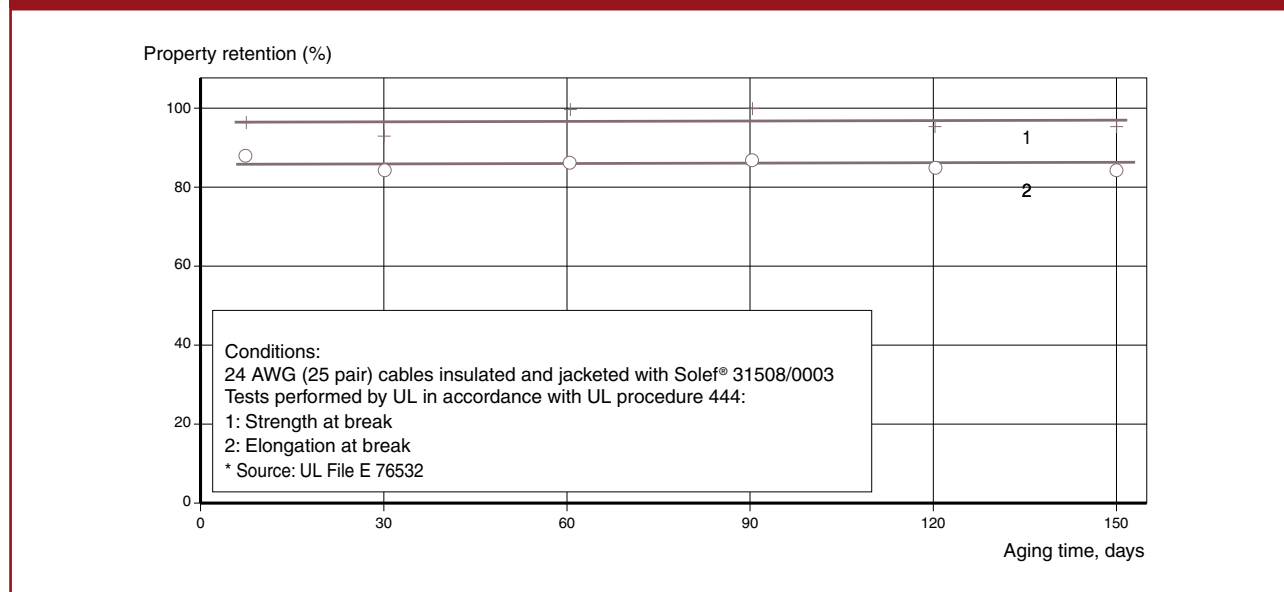 Property retention (%)
100
80
60
40
20
0
1
2
Conditions:
24 AWG (25 pair) cables insulated and jacketed with Solef® 31508/0003
Tests performed by UL in accordance with UL procedure 444:
1: Strength at break
2: Elongation at break
* Source: UL File E 76532
0 30 60 90 120 150
Aging time, days